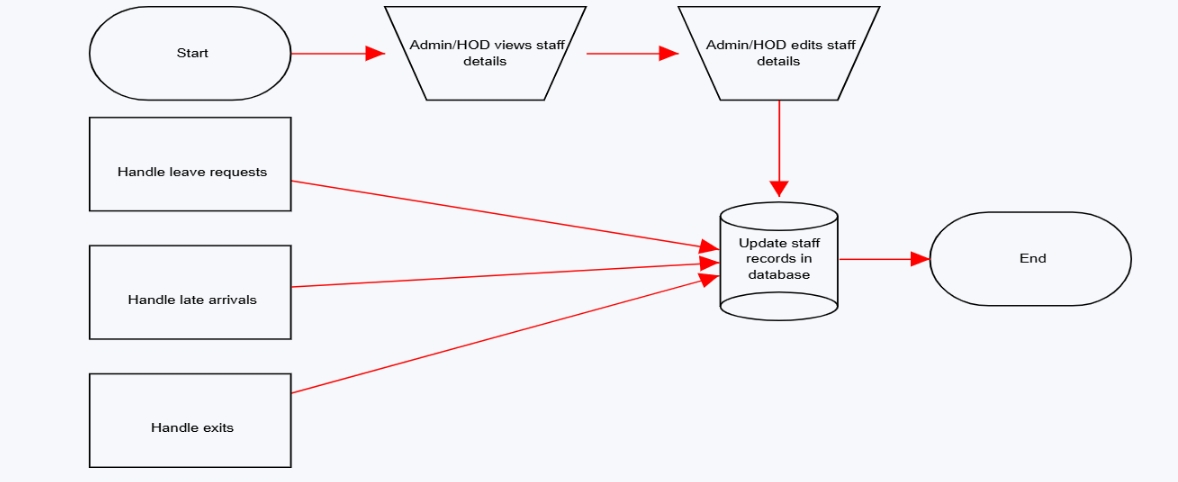 Start
Admin/HOD views staff
details
Admin/HOD edits staff
details
Handle leave requests
Update staff
records in
database
End
Handle late arrivals
Handle exits